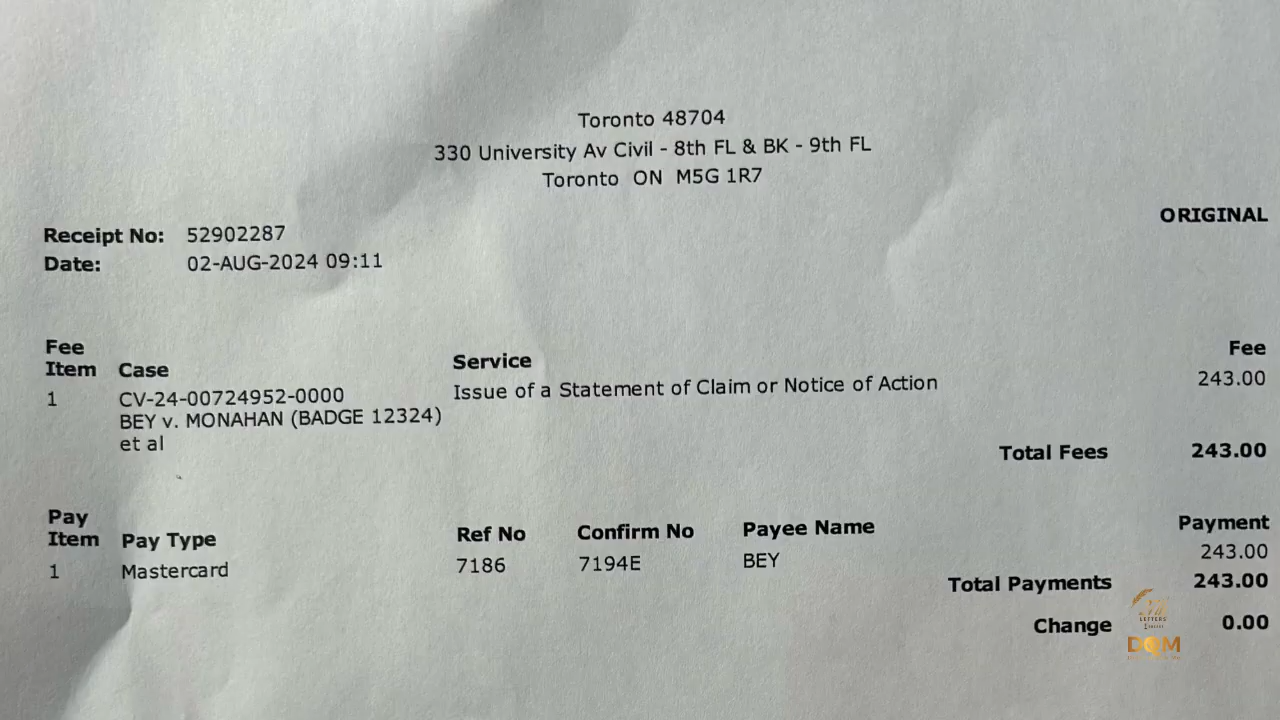 Toronto 48704
330 University Av Civil - 8th FL & BK - 9th FL
Toronto ON M5G 1R7
ORIGINAL
Receipt No: 52902287
Date: 02-AUG-2024 09:11
Fee
Item Case Service Fee
1 CV-24-00724952-0000 Issue of a Statement of Claim or Notice of Action 243.00
BEY v. MONAHAN (BADGE 12324)
et al
Total Fees 243.00
Pay
Item Pay Type Ref No Confirm No Payee Name Payment
1 Mastercard 7186 7194E BEY 243.00
Total Payments 243.00
Change 0.00
LETTERS
DQM